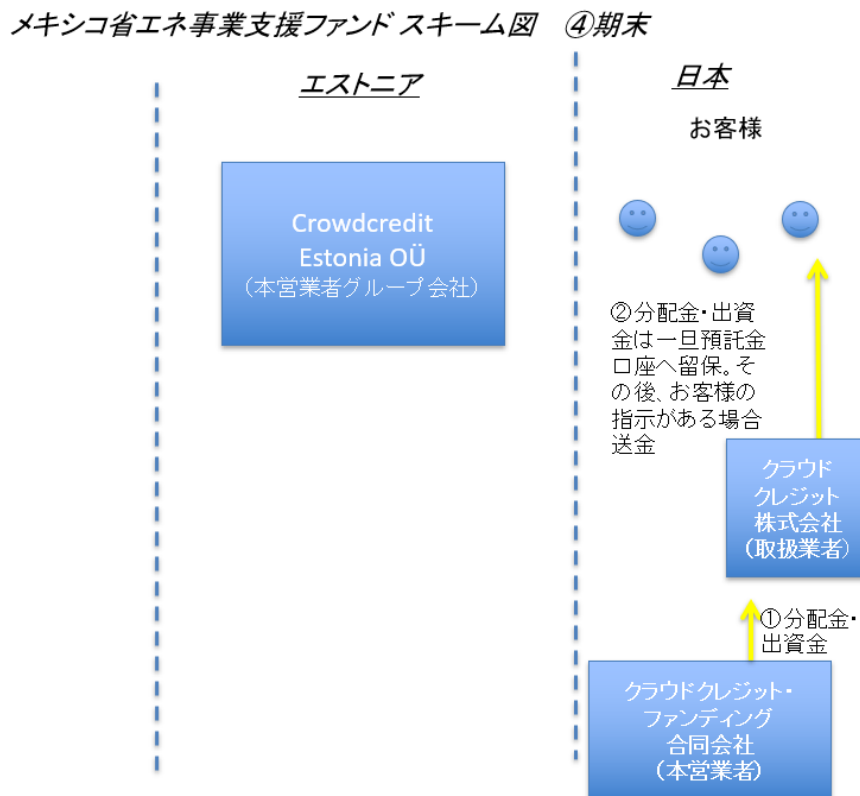 メキシコ省エネ事業支援ファンド スキーム図　④期末
エストニア
日本
お客様
Crowdcredit
Estonia OÜ
（本営業者グループ会社）
②分配金・出資
金は一旦預託金
口座へ留保。そ
の後、お客様の
指示がある場合
送金
クラウド
クレジット
株式会社
（取扱業者）
①分配金・
出資金
クラウドクレジット・
ファンディング
合同会社
（本営業者）